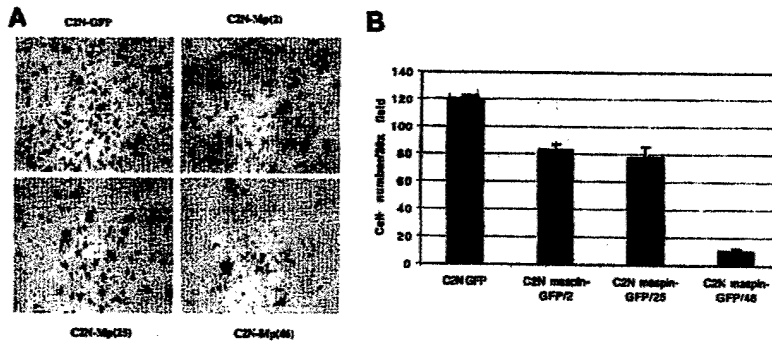 A
C2N-GFP
C2N-Mp(2)
C2N-Mp(25)
C2N-Mp(46)
B
Cell number/50x field
140
120
100
80
60
40
20
0
C2N GFP
C2N maspin-
GFP/2
C2N maspin-
GFP/25
C2N maspin-
GFP/46